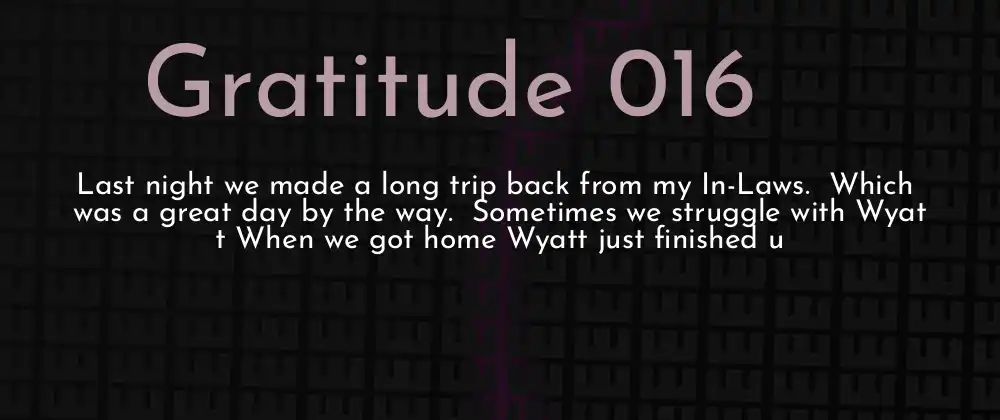 Gratitude 016
Last night we made a long trip back from my In-Laws.  Which
was a great day by the way.  Sometimes we struggle with Wyat
t When we got home Wyatt just finished u